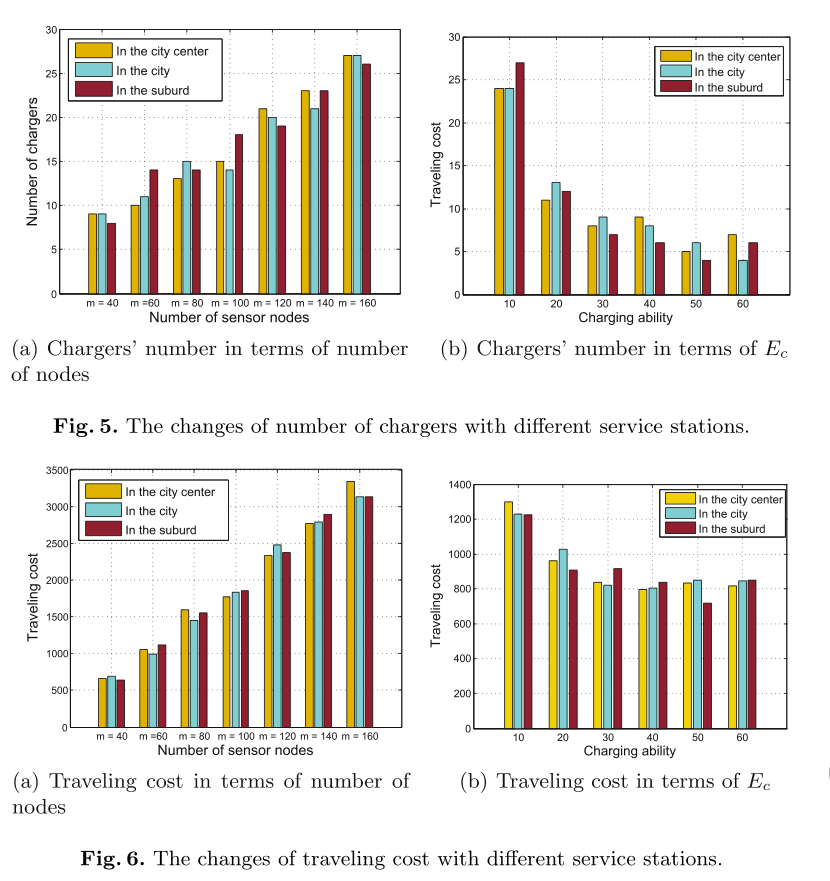 30
25
20
15
10
5
0
Number of chargers
In the city center
In the city
In the suburd
m = 40 m =60 m = 80 m = 100 m = 120 m = 140 m = 160
Number of sensor nodes
(a) Chargers' number in terms of number
of nodes
30
25
20
15
10
5
0
Traveling cost
In the city center
In the city
In the suburd
10 20 30 40 50 60
Charging ability
(b) Chargers' number in terms of Ec
Fig. 5. The changes of number of chargers with different service stations.
3500
3000
2500
2000
1500
1000
500
0
Traveling cost
In the city center
In the city
In the suburd
m = 40 m =60 m = 80 m = 100 m = 120 m = 140 m = 160
Number of sensor nodes
(a) Traveling cost in terms of number of
nodes
1400
1200
1000
800
600
400
200
0
Traveling cost
In the city center
In the city
In the suburd
10 20 30 40 50 60
Charging ability
(b) Traveling cost in terms of Ec
Fig. 6. The changes of traveling cost with different service stations.